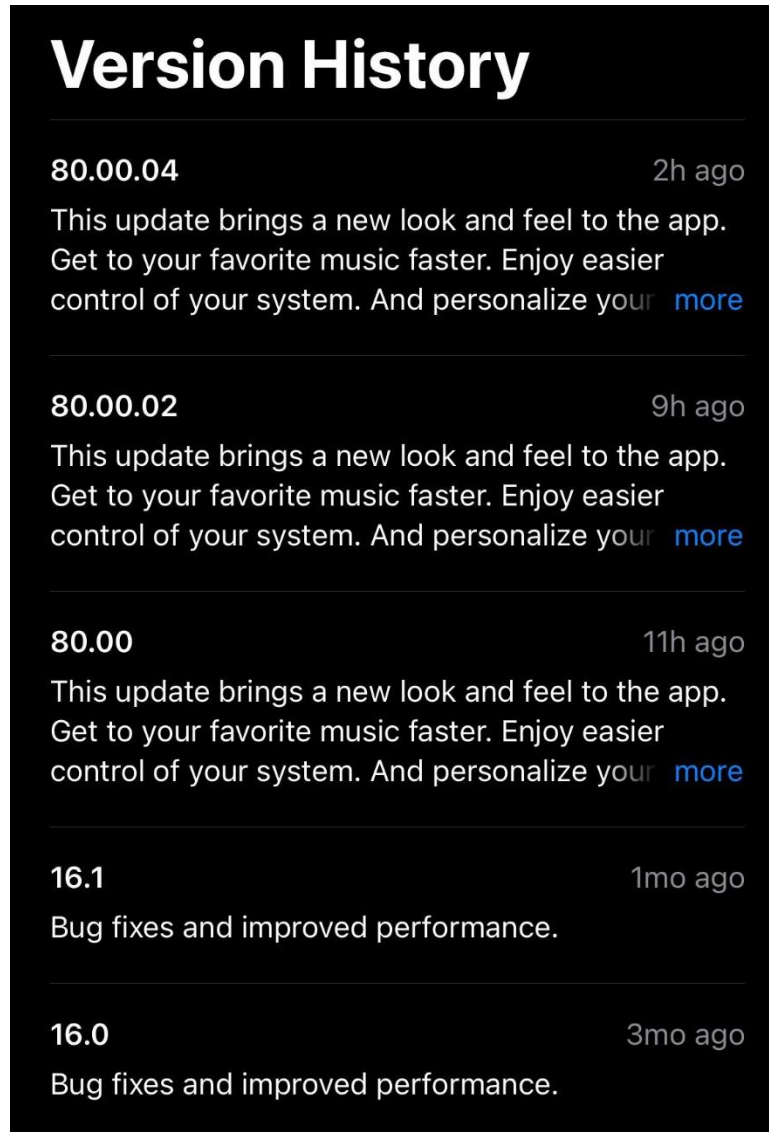 Version History
80.00.04 2h ago
This update brings a new look and feel to the app.
Get to your favorite music faster. Enjoy easier
control of your system. And personalize your more
80.00.02 9h ago
This update brings a new look and feel to the app.
Get to your favorite music faster. Enjoy easier
control of your system. And personalize your more
80.00 11h ago
This update brings a new look and feel to the app.
Get to your favorite music faster. Enjoy easier
control of your system. And personalize your more
16.1 1mo ago
Bug fixes and improved performance.
16.0 3mo ago
Bug fixes and improved performance.